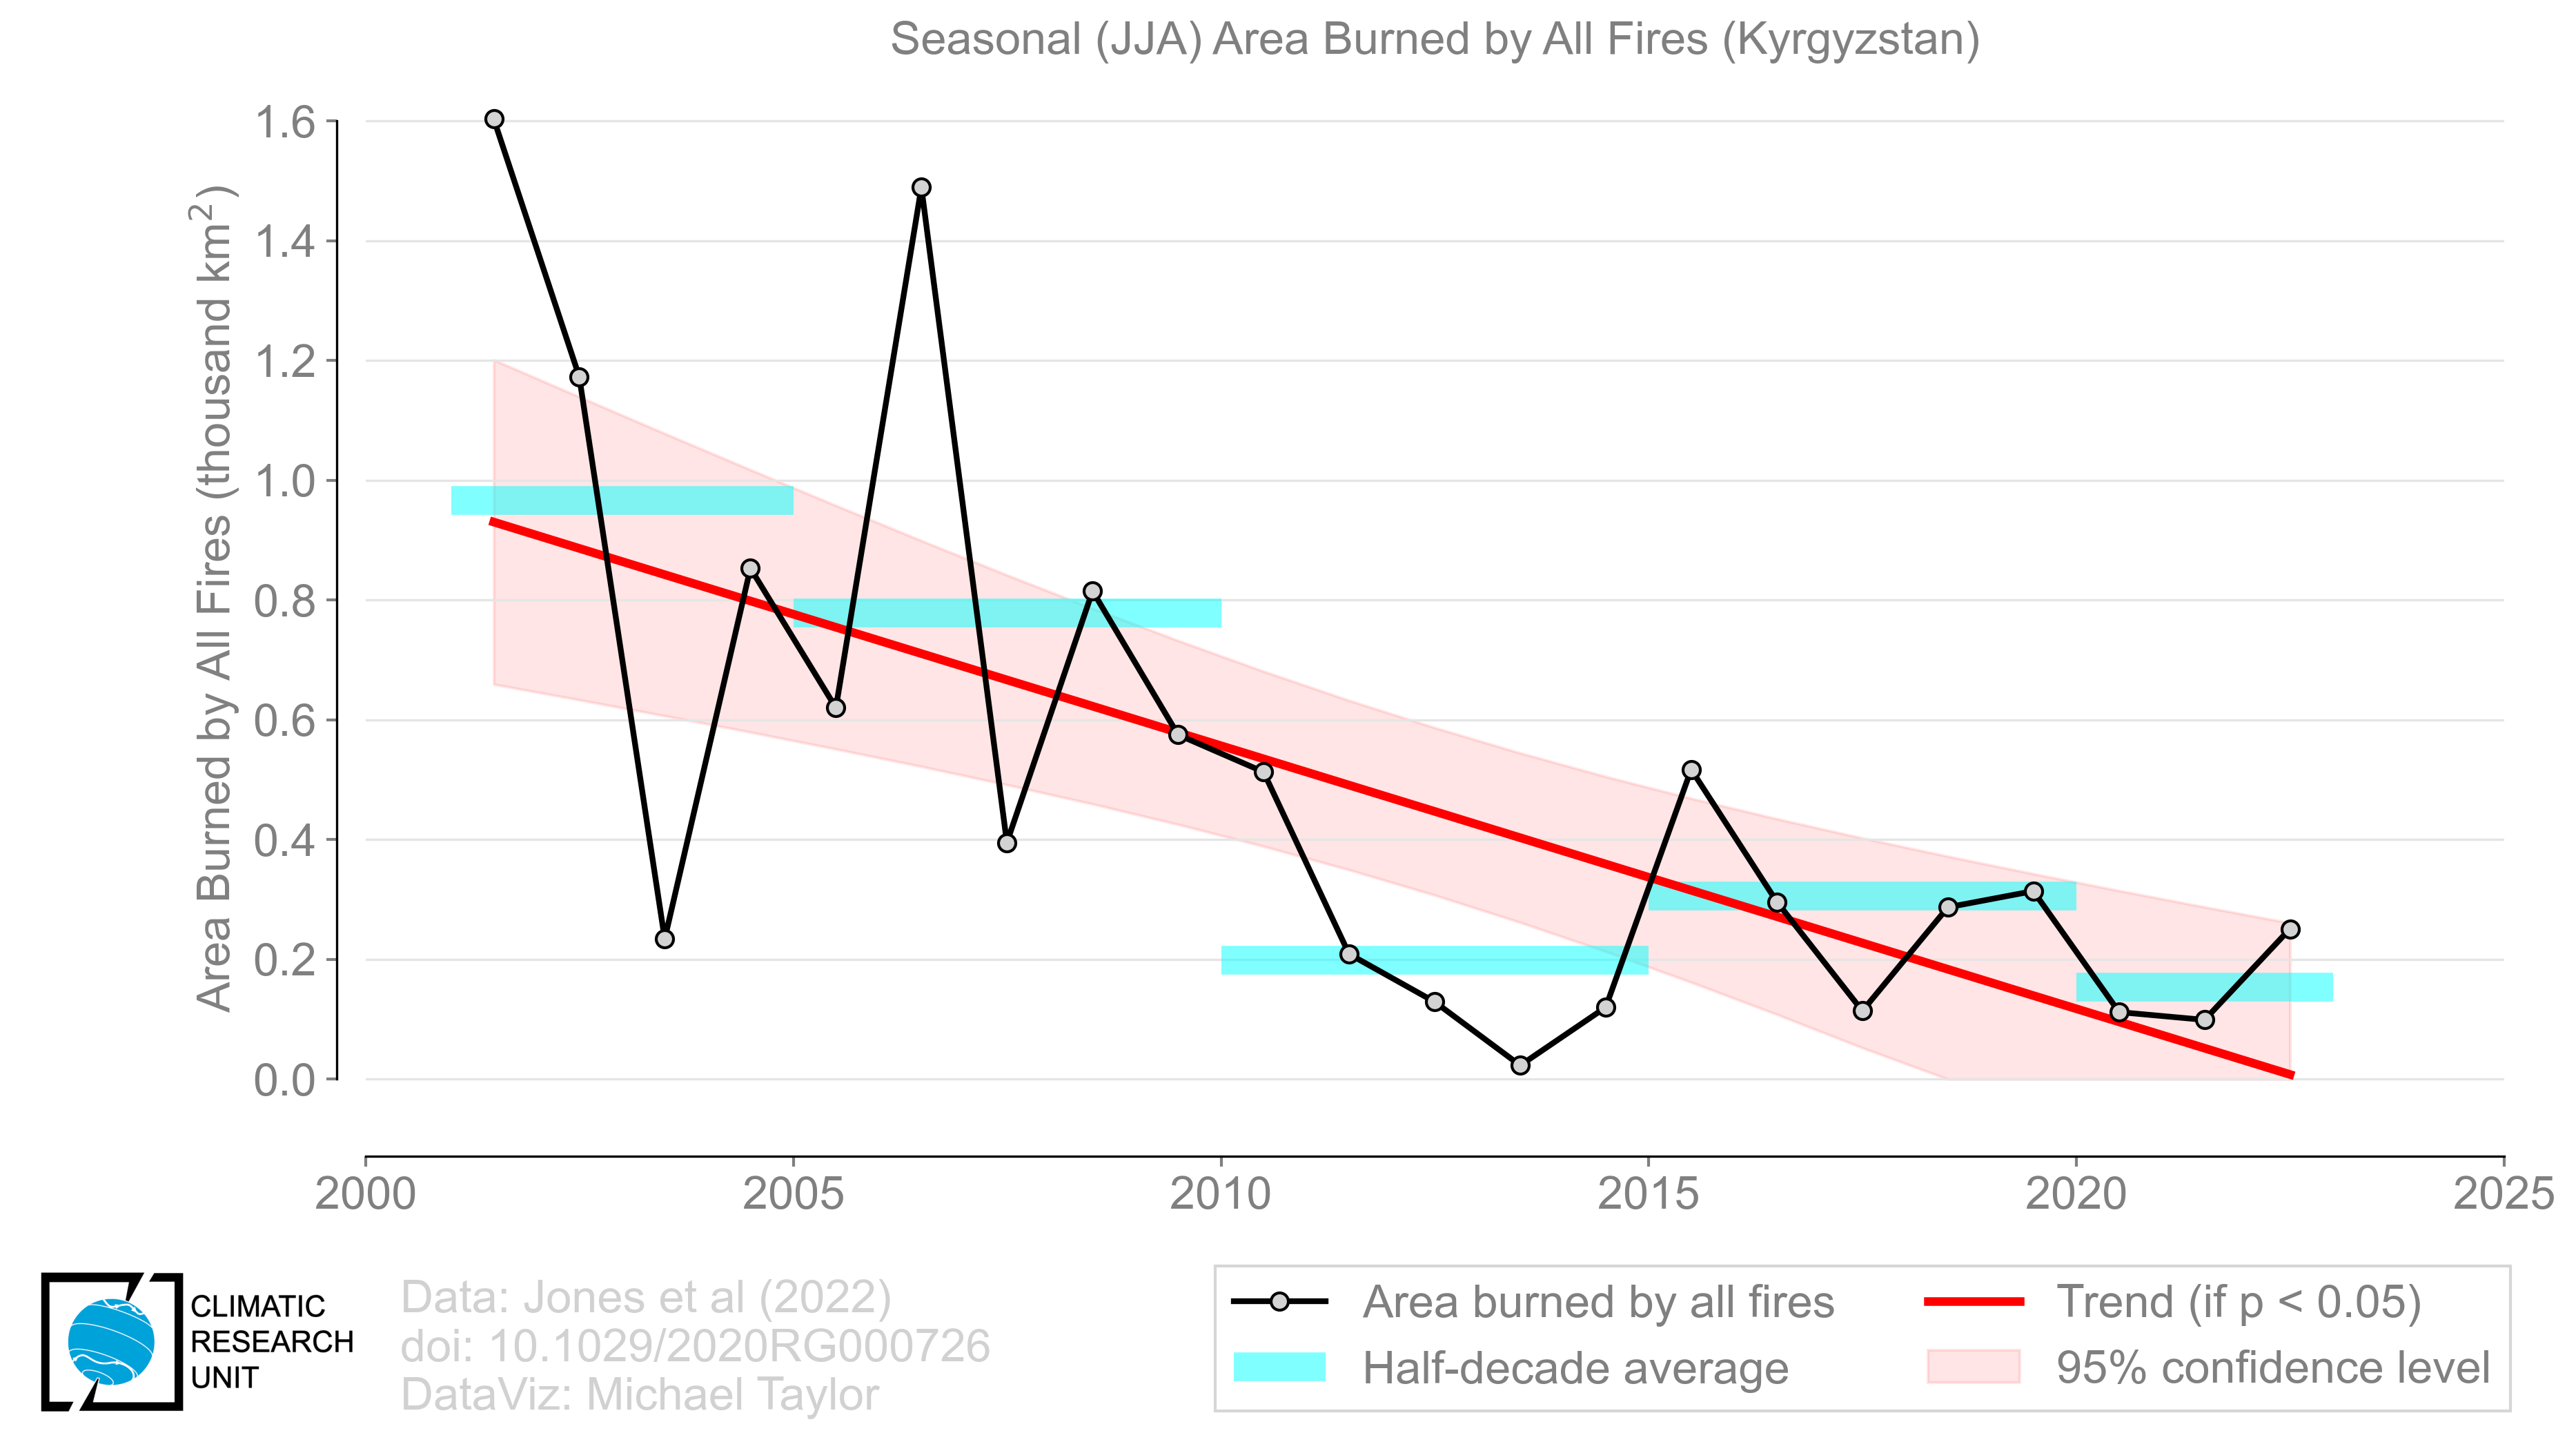 Seasonal (JJA) Area Burned by All Fires (Kyrgyzstan)
Area Burned by All Fires (thousand km²)
1.6
1.4
1.2
1.0
0.8
0.6
0.4
0.2
0.0
2000
2005
2010
2015
2020
2025
CLIMATIC
RESEARCH
UNIT
Data: Jones et al (2022)
doi: 10.1029/2020RG000726
DataViz: Michael Taylor
Area burned by all fires
Half-decade average
Trend (if p < 0.05)
95% confidence level